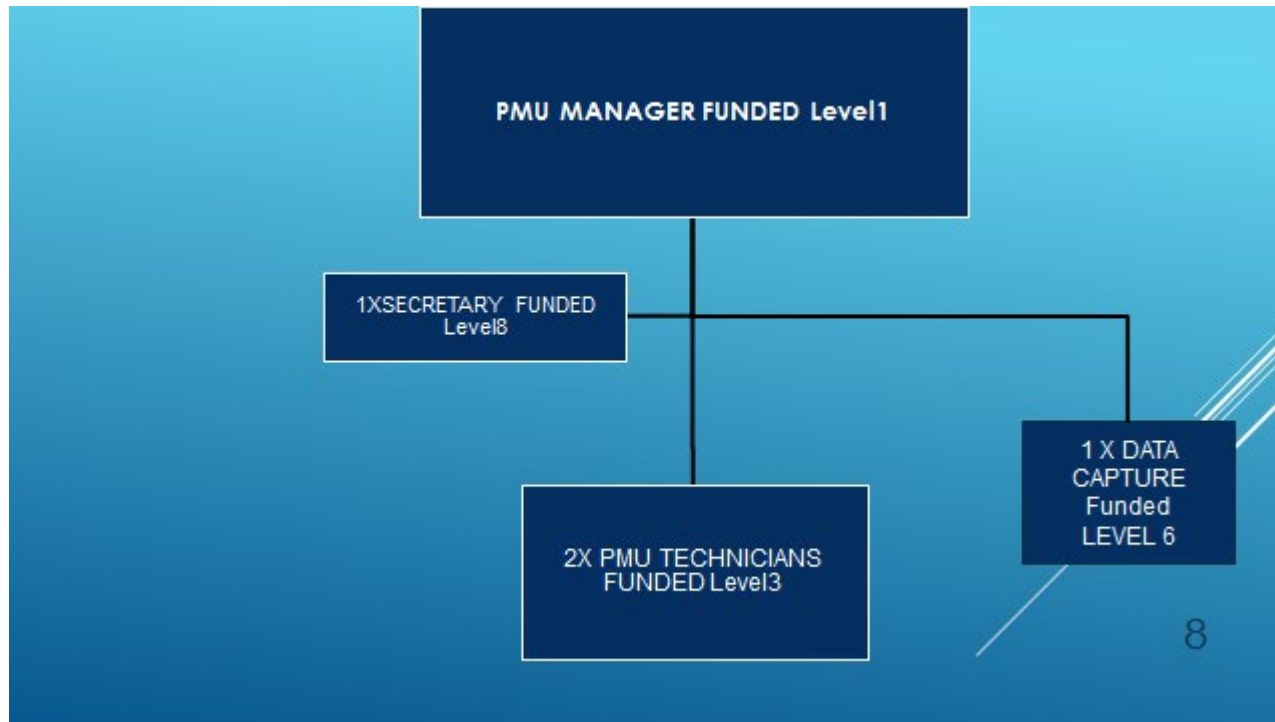 PMU MANAGER FUNDED Level1
1XSECRETARY FUNDED
Level8
1 X DATA
CAPTURE
Funded
LEVEL 6
2X PMU TECHNICIANS
FUNDED Level3
8